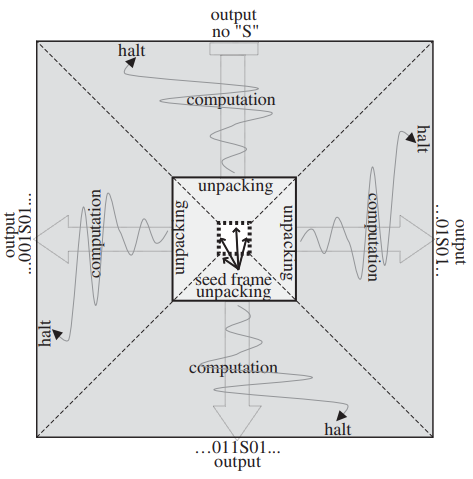 output
no "S"
halt
computation
halt
unpacking
output
...001S01...
computation
unpacking
unpacking
computation
...01S01...
output
seed frame
unpacking
halt
computation
halt
...011S01...
output